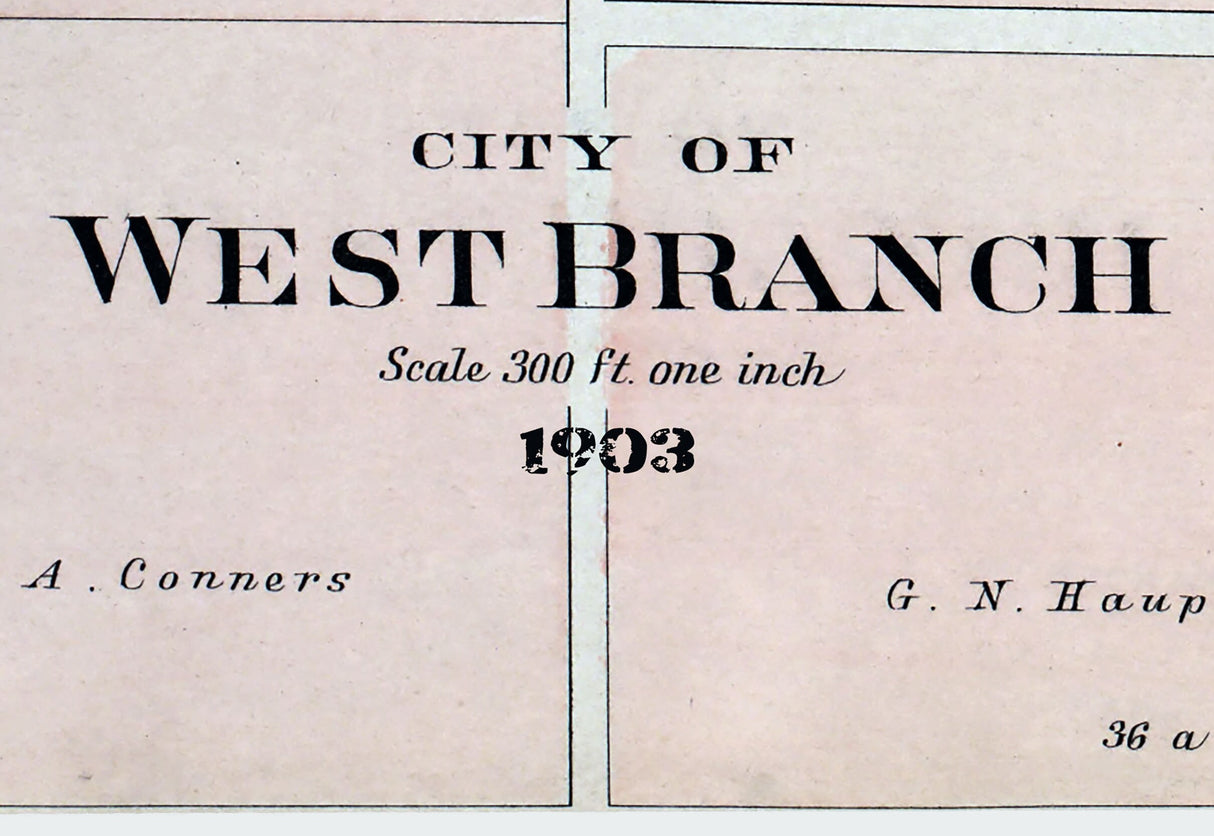 CITY OF
WEST BRANCH
Scale 300 ft. one inch
1903
A. Conners
G. N. Haup
36 a